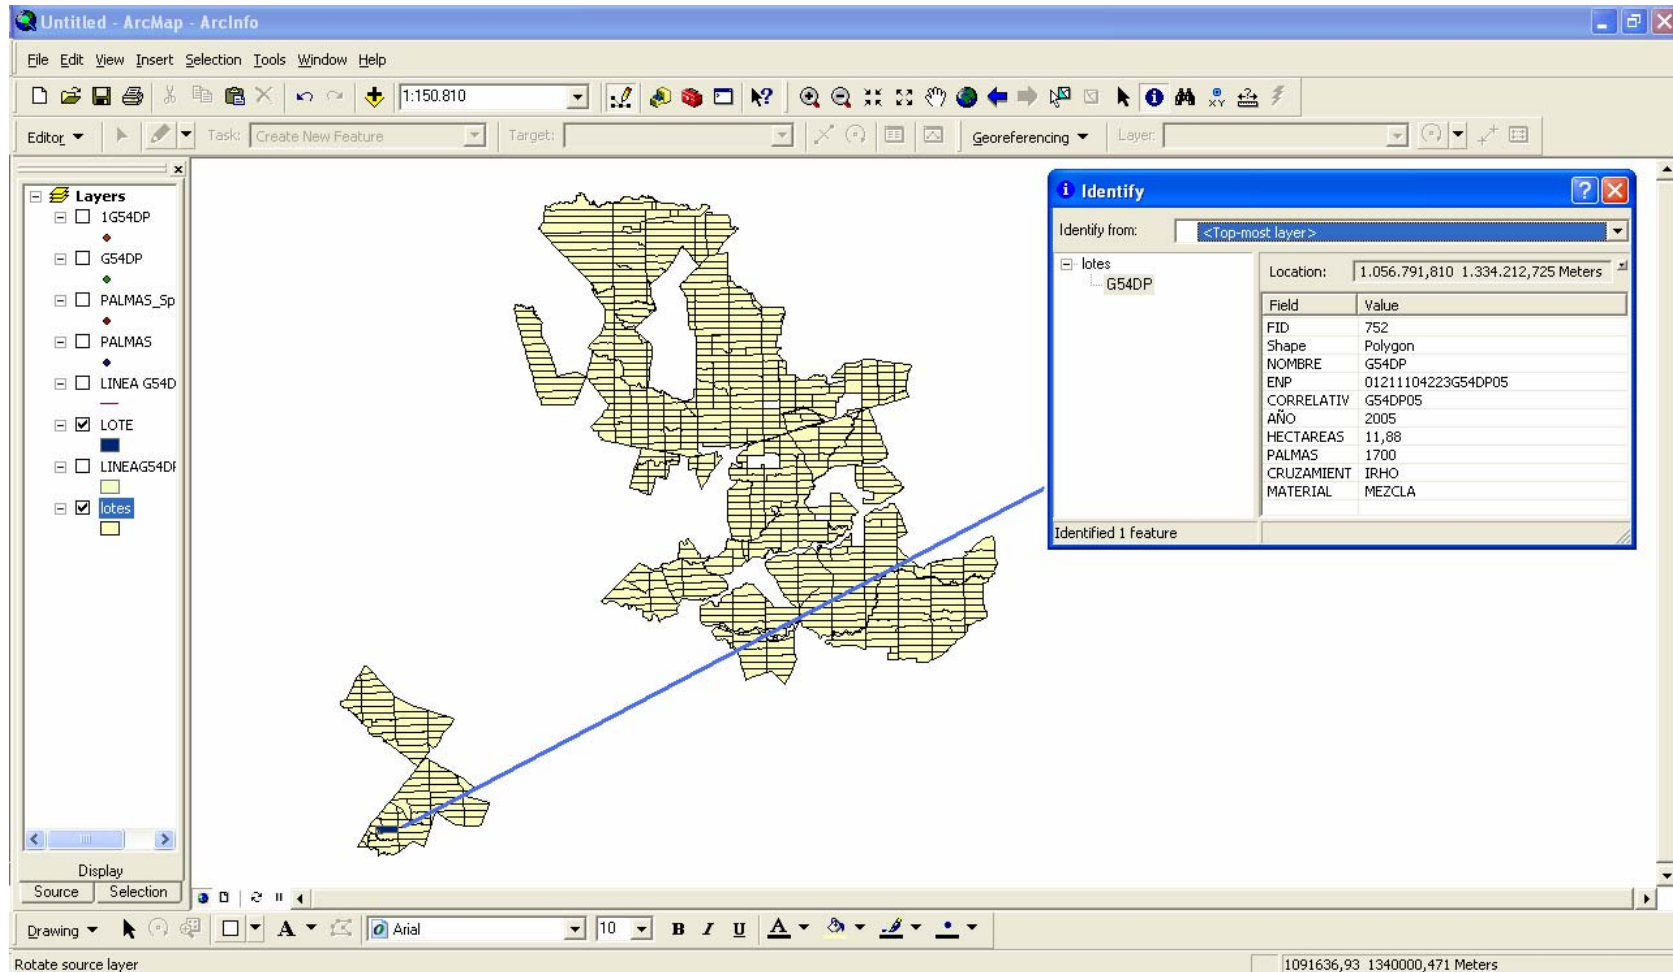 Untitled - ArcMap - ArcInfo
File Edit View Insert Selection Tools Window Help
1:150.810
Editor Task: Create New Feature Target: Georeferencing Layer:
Layers
1G54DP
G54DP
PALMAS_Sp
PALMAS
LINEA G54D
LOTE
LINEAG54DF
lotes
Display
Source Selection
Identify
Identify from: <Top-most layer>
lotes
G54DP
Location: 1.056.791,810 1.334.212,725 Meters
Field Value
FID 752
Shape Polygon
NOMBRE G54DP
ENP 01211104223G54DP05
CORRELATIV G54DP05
AÑO 2005
HECTAREAS 11,88
PALMAS 1700
CRUZAMIENT IRHO
MATERIAL MEZCLA
Identified 1 feature
Drawing A Arial 10 B I U A
Rotate source layer 1091636,93 1340000,471 Meters